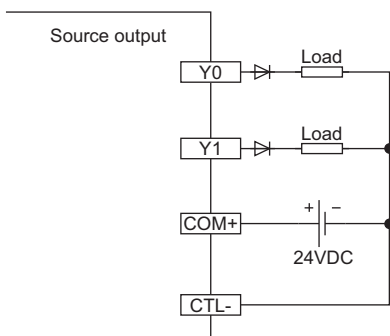 Source output
Load
Y0
Load
Y1
+ −
COM+
24VDC
CTL-